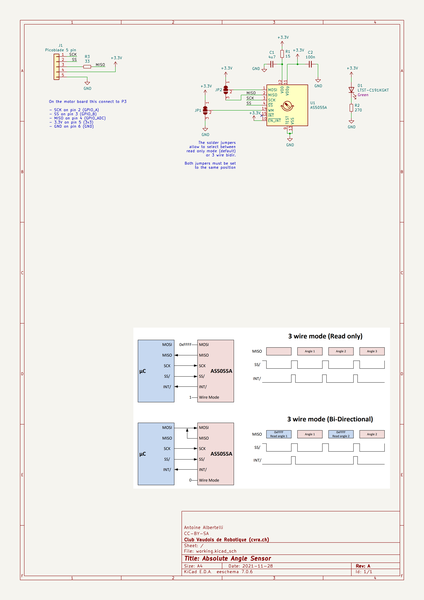 J1
Picoblade 5 pin
SCK
SS
R3
33
MISO
+3.3V
GND
On the motor board this connect to P3
- SCK on pin 2 (GPIO_A)
- SS on pin 3 (GPIO_B)
- MISO on pin 4 (GPIO_ADC)
- 3.3V on pin 5 (3v3)
- GND on pin 6 (GND)
+3.3V
C1
4u7
R1
15
C2
100n
GND
GND
+3.3V
JP2
+3.3V
JP1
GND
MISO
SCK
SS
MOSI
MISO
SCK
U1
AS5055A
GND
+3.3V
D1
LTST-C191KGKT
Green
R2
270
GND
The solder jumpers
allow to select between
read only mode (default)
or 3 wire bidir.
Both jumpers must be set
to the same position
3 wire mode (Read only)
µC
AS5055A
0xFFFF
MOSI
MISO
SCK
SS/
INT/
MOSI
MISO
SCK
SS/
INT/
1
Wire Mode
MISO
Angle 1
Angle 2
Angle 3
SS/
INT/
3 wire mode (Bi-Directional)
µC
AS5055A
MOSI
MISO
SCK
SS/
INT/
MOSI
MISO
SCK
SS/
INT/
0
Wire Mode
MISO
0xFFFF
Read angle 1
Angle 1
0xFFFF
Read angle 2
SS/
INT/
Antoine Albertelli
CC-BY-SA
Club Vaudois de Robotique (cvra.ch)
Sheet: /
File: working.kicad_sch
Title: Absolute Angle Sensor
Size: A4
Date: 2021-11-28
Rev: A
KiCad E.D.A. eeschema 7.0.6
Id: 1/1